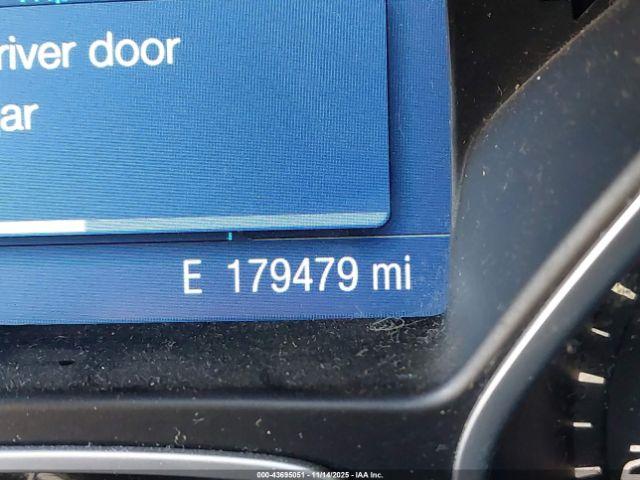 river door
ar
E 179479 mi
000-43695051 - 11/14/2025 - IAA Inc.